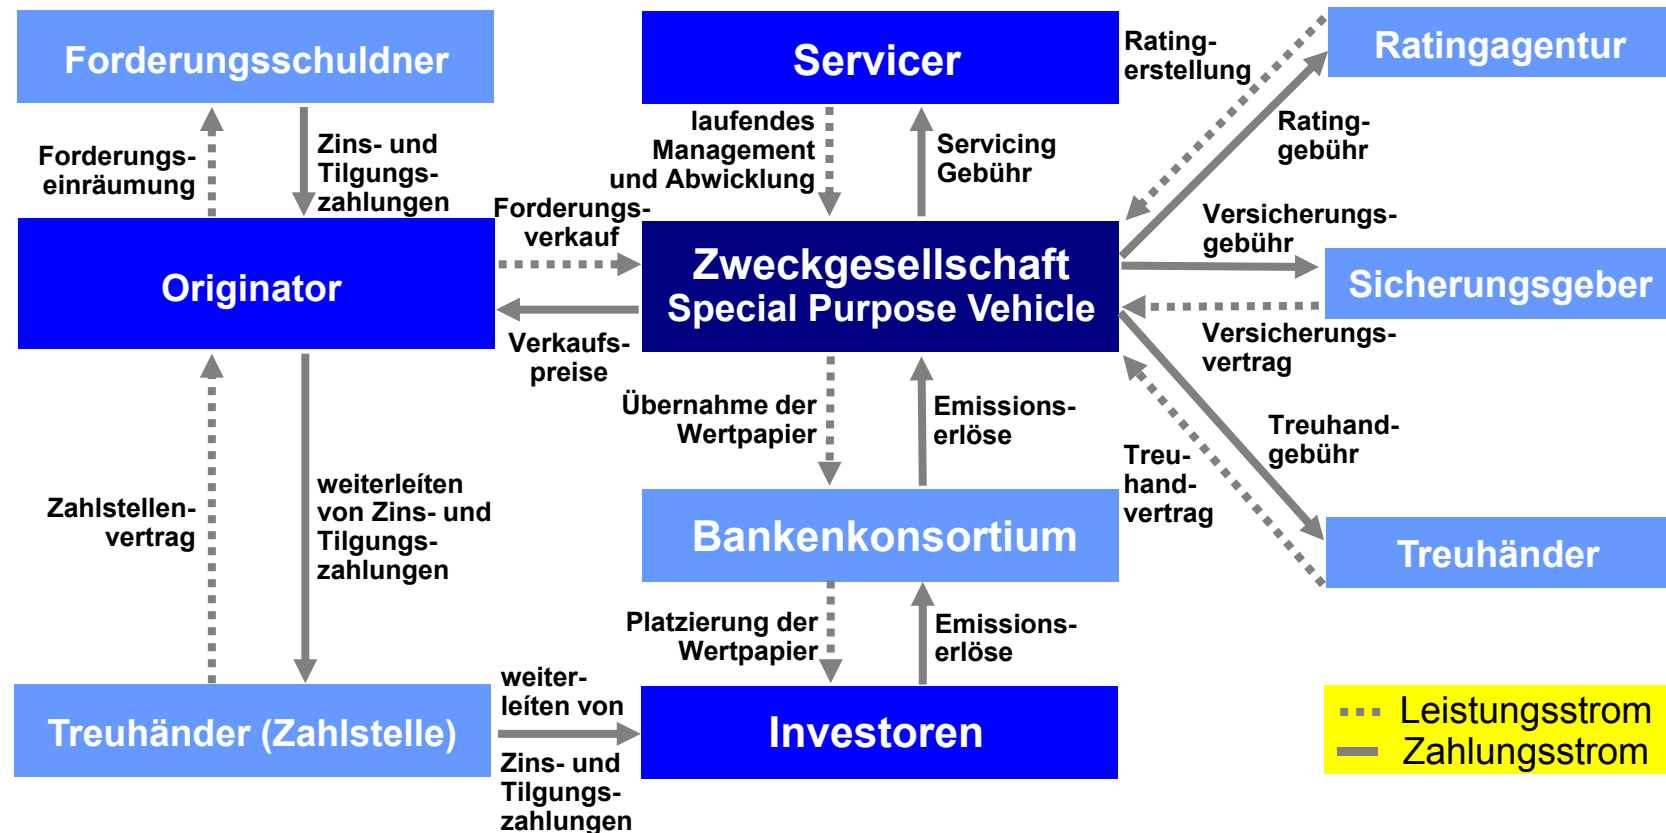 Forderungsschuldner
Servicer
Rating-
erstellung
Ratingagentur
Forderungs-
einräumung
Zins- und
Tilgungs-
zahlungen
laufendes
Management
und Abwicklung
Servicing
Gebühr
Rating-
gebühr
Forderungs-
verkauf
Versicherungs-
gebühr
Originator
Zweckgesellschaft
Special Purpose Vehicle
Sicherungsgeber
Verkaufs-
preise
Versicherungs-
vertrag
Übernahme der
Wertpapier
Emissions-
erlöse
Treuhand-
gebühr
Treu-
hand-
vertrag
Zahlstellen-
vertrag
weiterleíten
von Zins- und
Tilgungs-
zahlungen
Bankenkonsortium
Treuhänder
Platzierung der
Wertpapier
Emissions-
erlöse
Treuhänder (Zahlstelle)
weiter-
leíten von
Zins- und
Tilgungs-
zahlungen
Investoren
Leistungsstrom
Zahlungsstrom